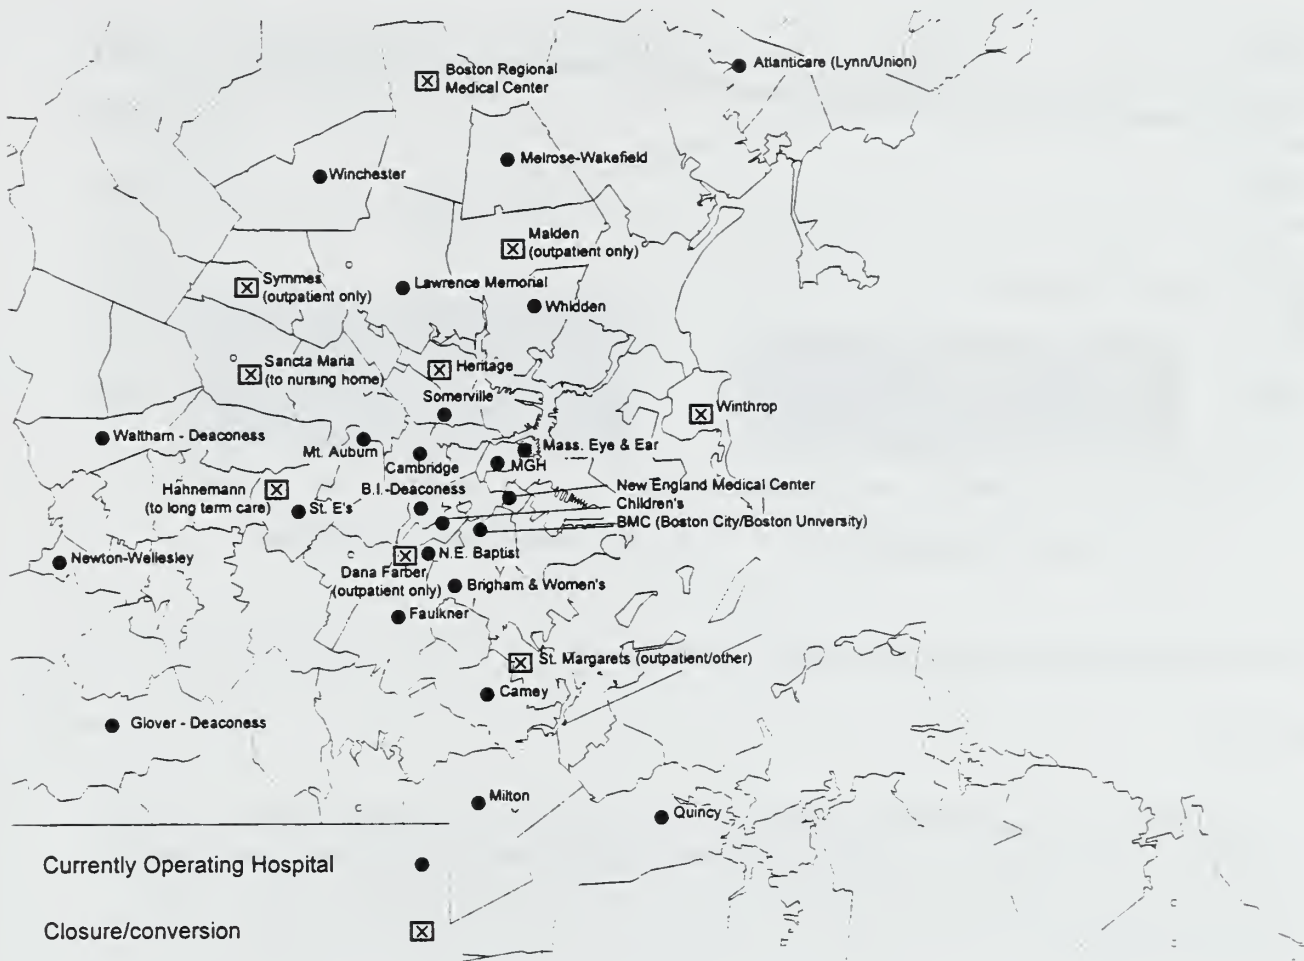 Atlanticare (Lynn/Union)
Boston Regional
Medical Center
Melrose-Wakefield
Winchester
Malden
(outpatient only)
Symmes
(outpatient only)
Lawrence Memorial
Whidden
Sancta Maria
(to nursing home)
Heritage
Somerville
Winthrop
Waltham - Deaconess
Mt. Auburn
Mass. Eye & Ear
Cambridge
MGH
Hahnemann
(to long term care)
B.I.-Deaconess
New England Medical Center
Children's
St. E's
BMC (Boston City/Boston University)
Newton-Wellesley
N.E. Baptist
Dana Farber
(outpatient only)
Brigham & Women's
Faulkner
St. Margarets (outpatient/other)
Carney
Glover - Deaconess
Milton
Quincy
Currently Operating Hospital
Closure/conversion